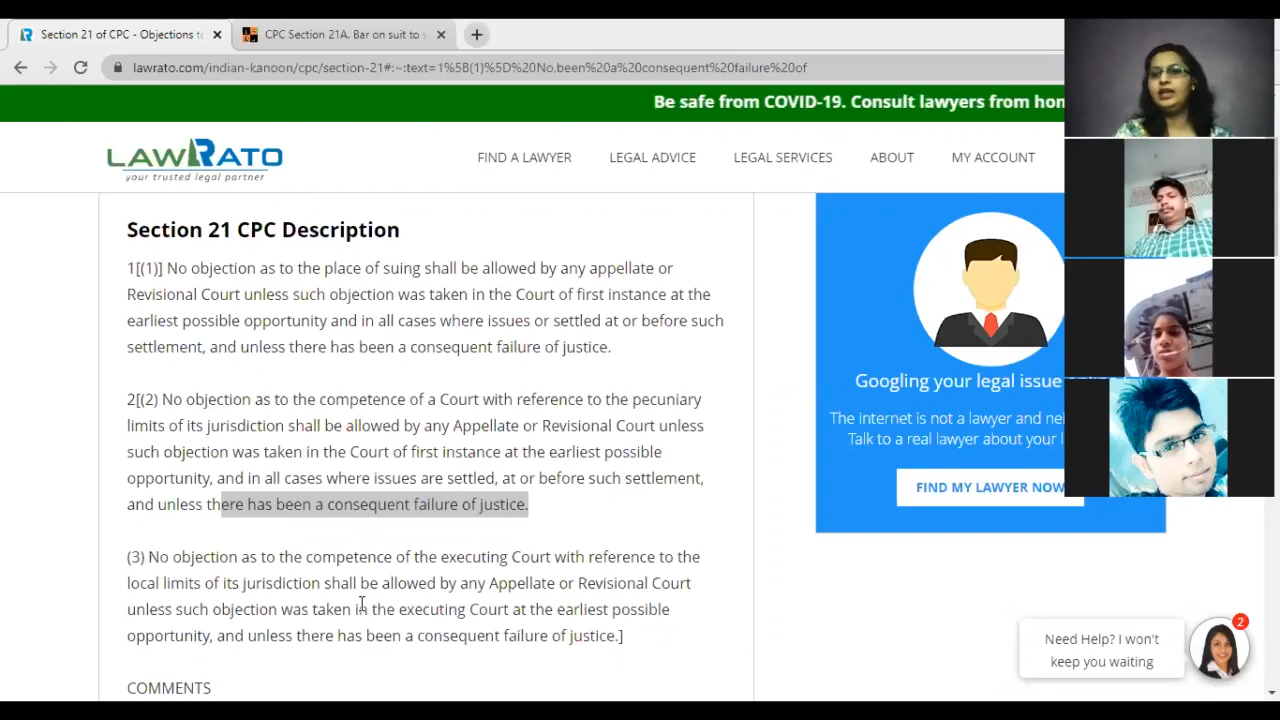 Section 21 of CPC - Objections to
CPC Section 21A. Bar on suit to s
lawrato.com/indian-kanoon/cpc/section-21#:~:text=1%5B(1)%5D%20No,been%20a%20consequent%20failure%20of
Be safe from COVID-19. Consult lawyers from
LAWRATO
your trusted legal partner
FIND A LAWYER
LEGAL ADVICE
LEGAL SERVICES
ABOUT
MY ACCOUNT
Section 21 CPC Description
1[(1)] No objection as to the place of suing shall be allowed by any appellate or
Revisional Court unless such objection was taken in the Court of first instance at the
earliest possible opportunity and in all cases where issues or settled at or before such
settlement, and unless there has been a consequent failure of justice.
2[(2) No objection as to the competence of a Court with reference to the pecuniary
limits of its jurisdiction shall be allowed by any Appellate or Revisional Court unless
such objection was taken in the Court of first instance at the earliest possible
opportunity, and in all cases where issues are settled, at or before such settlement,
and unless there has been a consequent failure of justice.
(3) No objection as to the competence of the executing Court with reference to the
local limits of its jurisdiction shall be allowed by any Appellate or Revisional Court
unless such objection was taken in the executing Court at the earliest possible
opportunity, and unless there has been a consequent failure of justice.]
COMMENTS
Googling your legal issue
The internet is not a lawyer and
Talk to a real lawyer about your
FIND MY LAWYER NOW
Need Help? I won't
keep you waiting
2